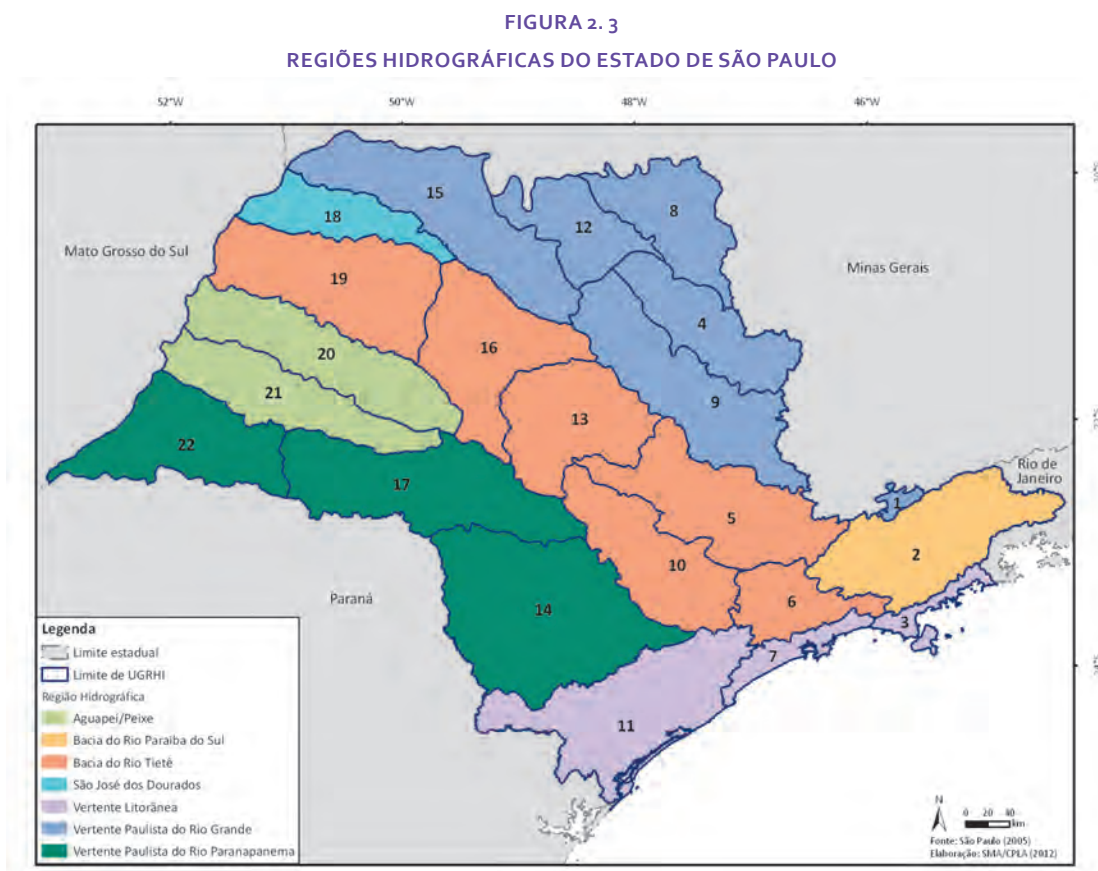 FIGURA 2. 3
REGIÕES HIDROGRÁFICAS DO ESTADO DE SÃO PAULO
52°W 50°W 48°W 46°W
15
8
18
12
Mato Grosso do Sul
Minas Gerais
19
4
16
20
21
9
13
22
Rio de
Janeiro
17
1
5
2
10
Paraná
14
6
3
7
11
Legenda
Limite estadual
Limite de UGRHI
Região Hidrográfica
Aguapeí/Peixe
Bacia do Rio Paraíba do Sul
Bacia do Rio Tietê
São José dos Dourados
Vertente Litorânea
Vertente Paulista do Rio Grande
Vertente Paulista do Rio Paranapanema
N
0 20 40
km
Fonte: São Paulo (2005)
Elaboração: SMA/CPLA (2012)